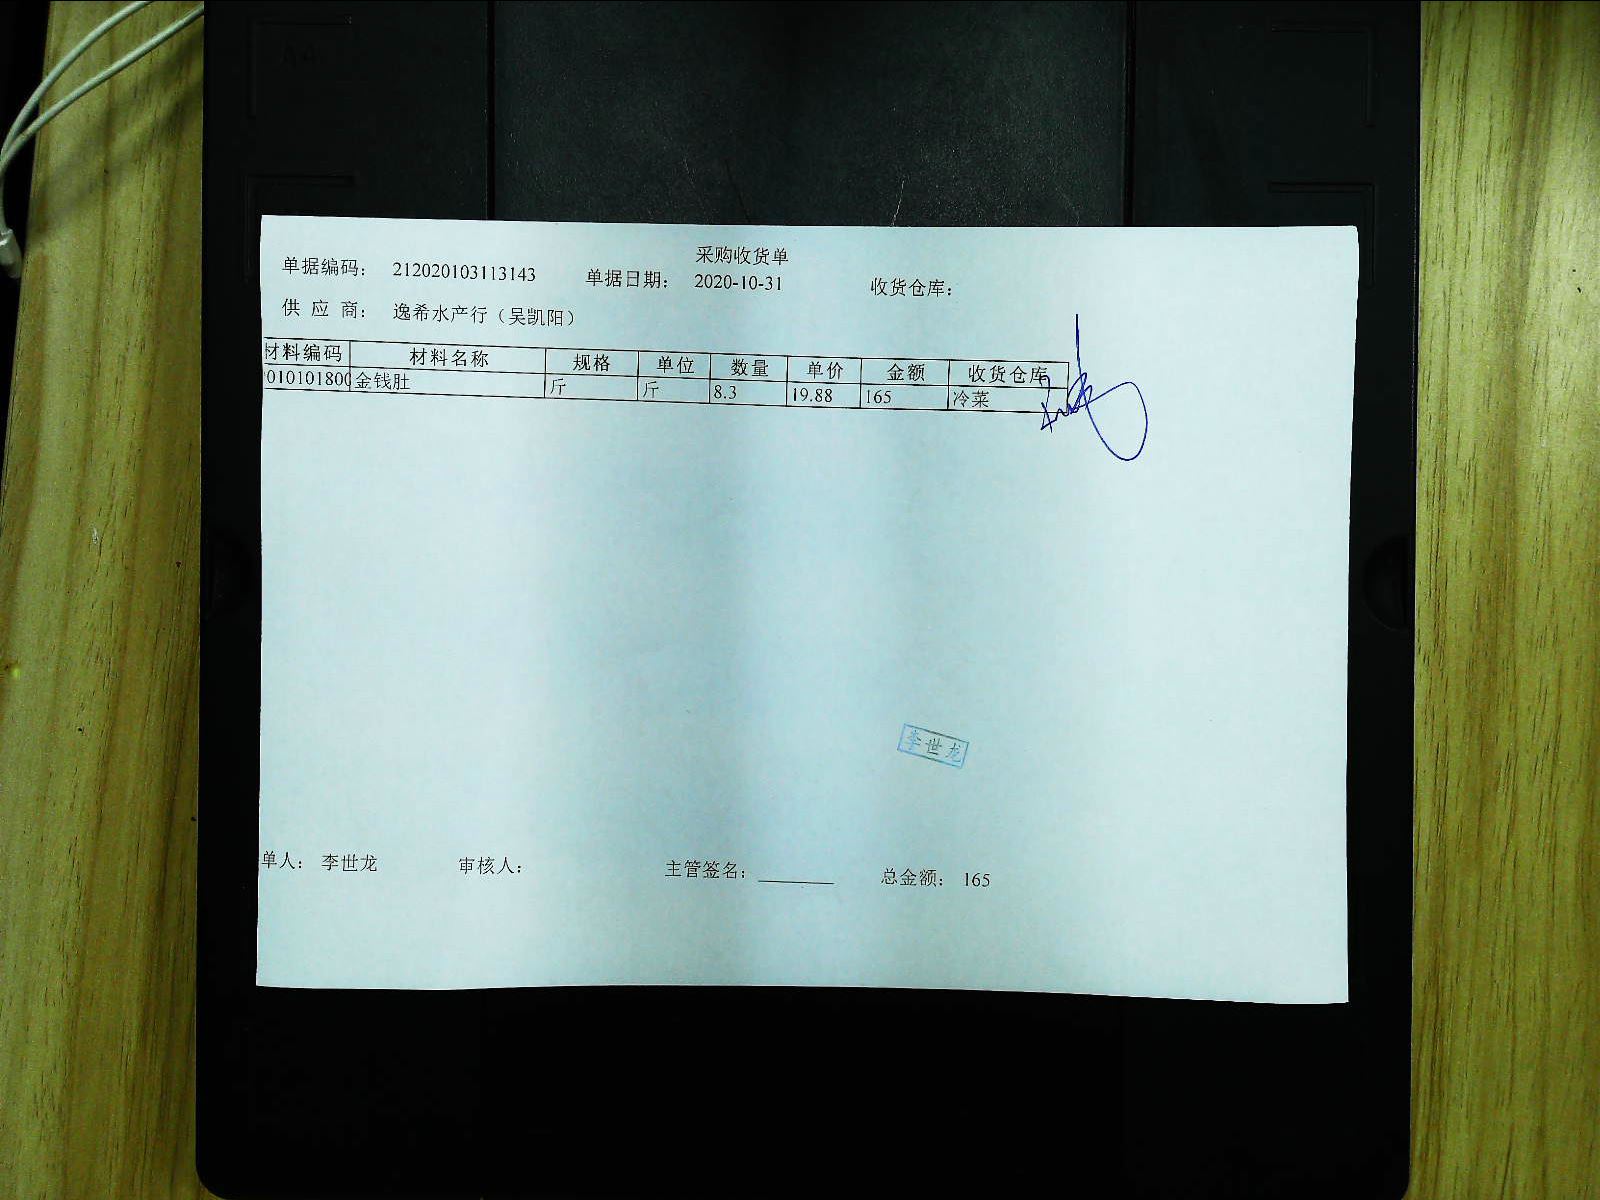 采购收货单
单据编码： 212020103113143 单据日期： 2020-10-31 收货仓库：
供 应 商： 逸希水产行（吴凯阳）
材料编码 材料名称 规格 单位 数量 单价 金额 收货仓库
010101800 金钱肚 斤 斤 8.3 19.88 165 冷菜
李世龙
单人： 李世龙 审核人： 主管签名： 总金额： 165